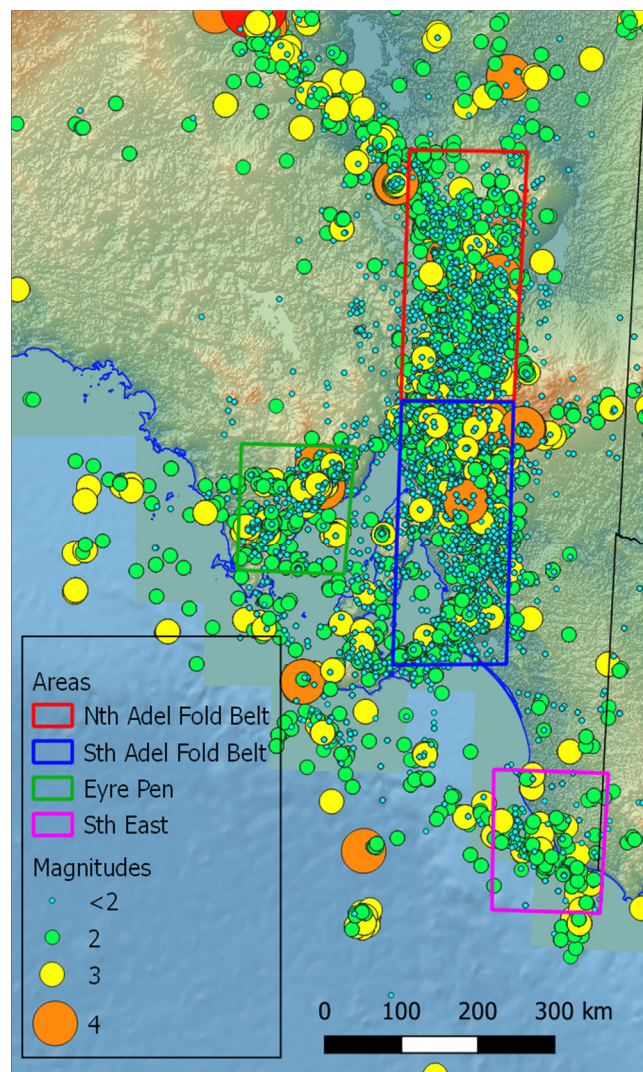 Areas
Nth Adel Fold Belt
Sth Adel Fold Belt
Eyre Pen
Sth East
Magnitudes
<2
2
3
4
0 100 200 300 km